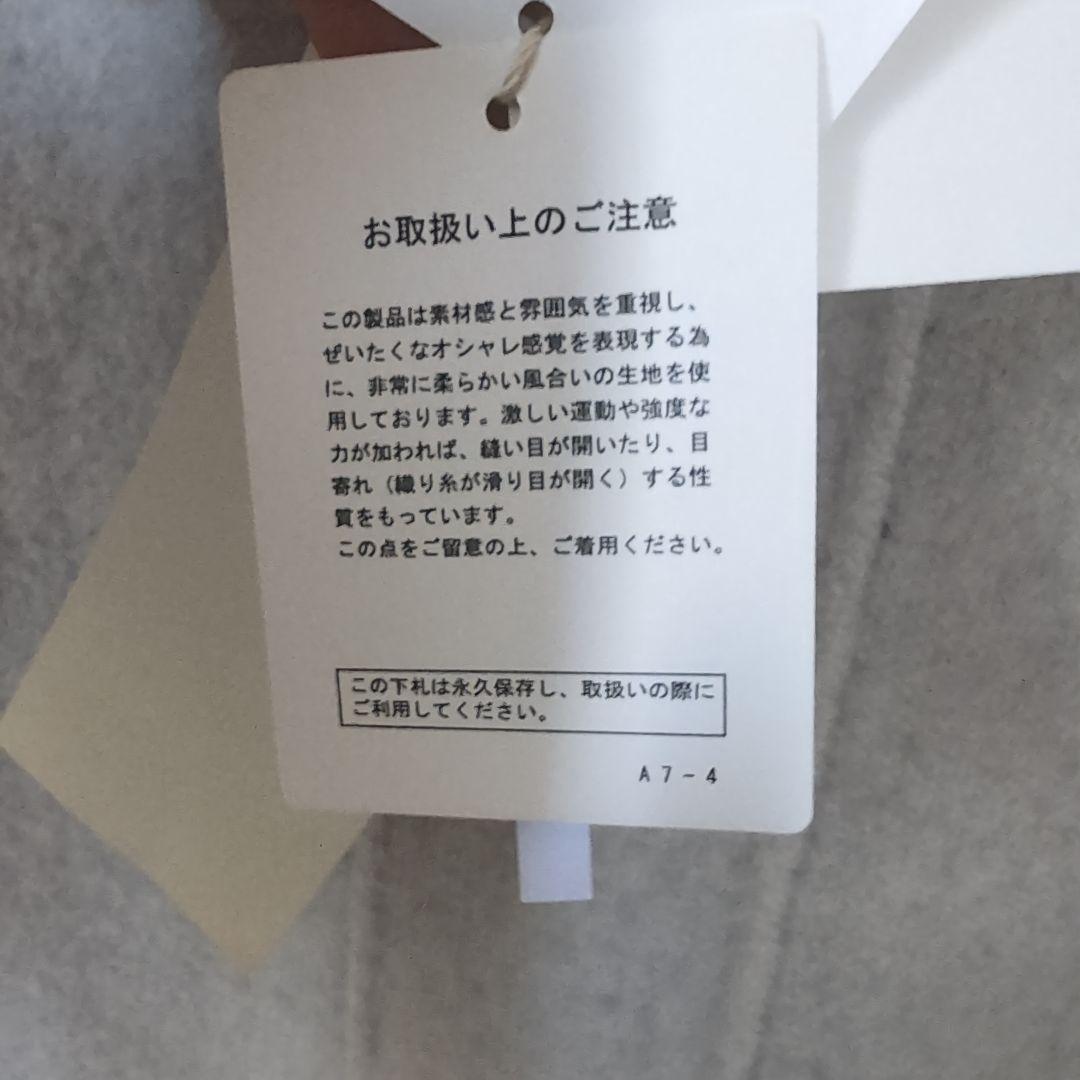 お取扱い上のご注意
この製品は素材感と雰囲気を重視し、
ぜいたくなオシャレ感覚を表現する為
に、非常に柔らかい風合いの生地を使
用しております。激しい運動や強度な
力が加われば、縫い目が開いたり、目
寄れ（織り糸が滑り目が開く）する性
質をもっています。
この点をご留意の上、ご着用ください。
この下札は永久保存し、取扱いの際に
ご利用してください。
A7-4